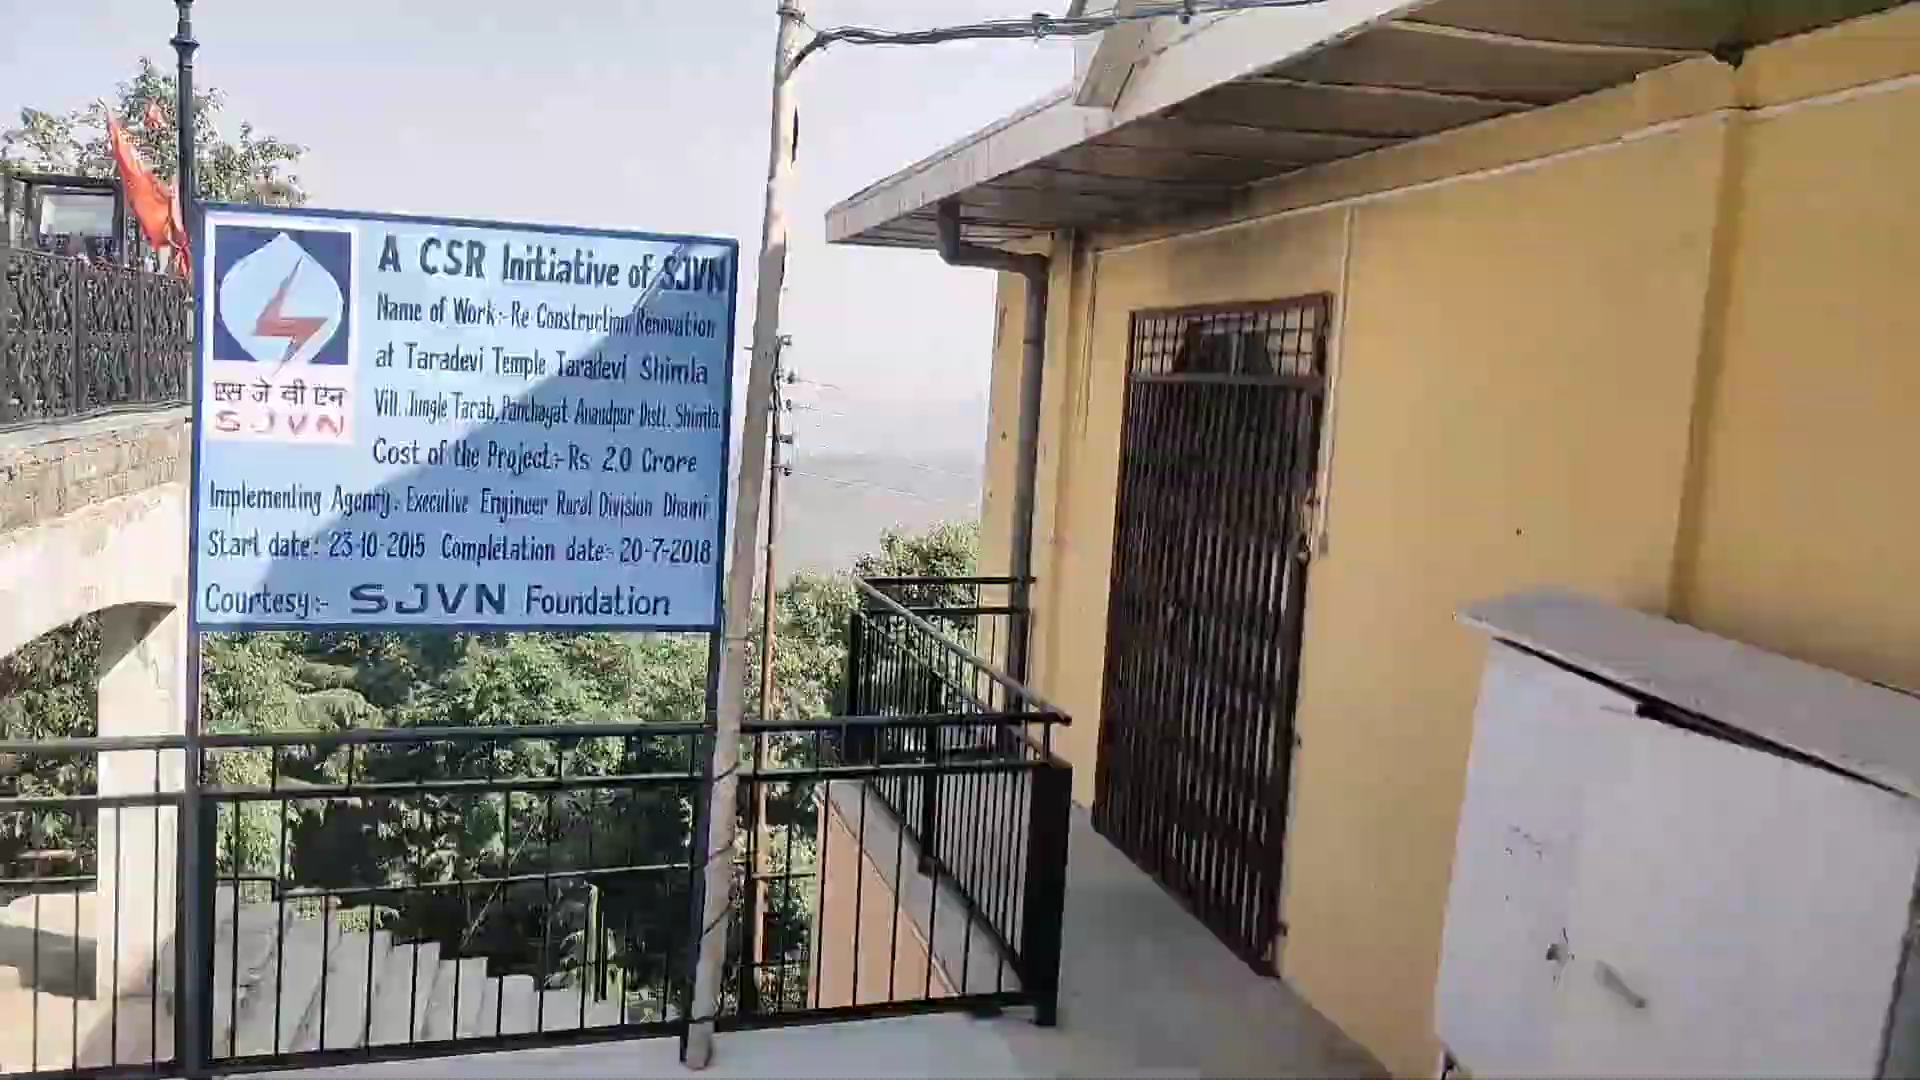 A CSR Initiative of SJVN
Name of Work:- Re Construction Renovation
at Taradevi Temple Taradevi Shimla
Vill. Jungle Tarab, Panchayat Anandpur Distt. Shimla
Cost of the Project:- Rs 2.0 Crore
Implementing Agency:- Executive Engineer Rural Division Dhami
Start date: 23-10-2015 Complelation date:- 20-7-2018
Courtesy:- SJVN Foundation
एस जे वी एन
SJVN